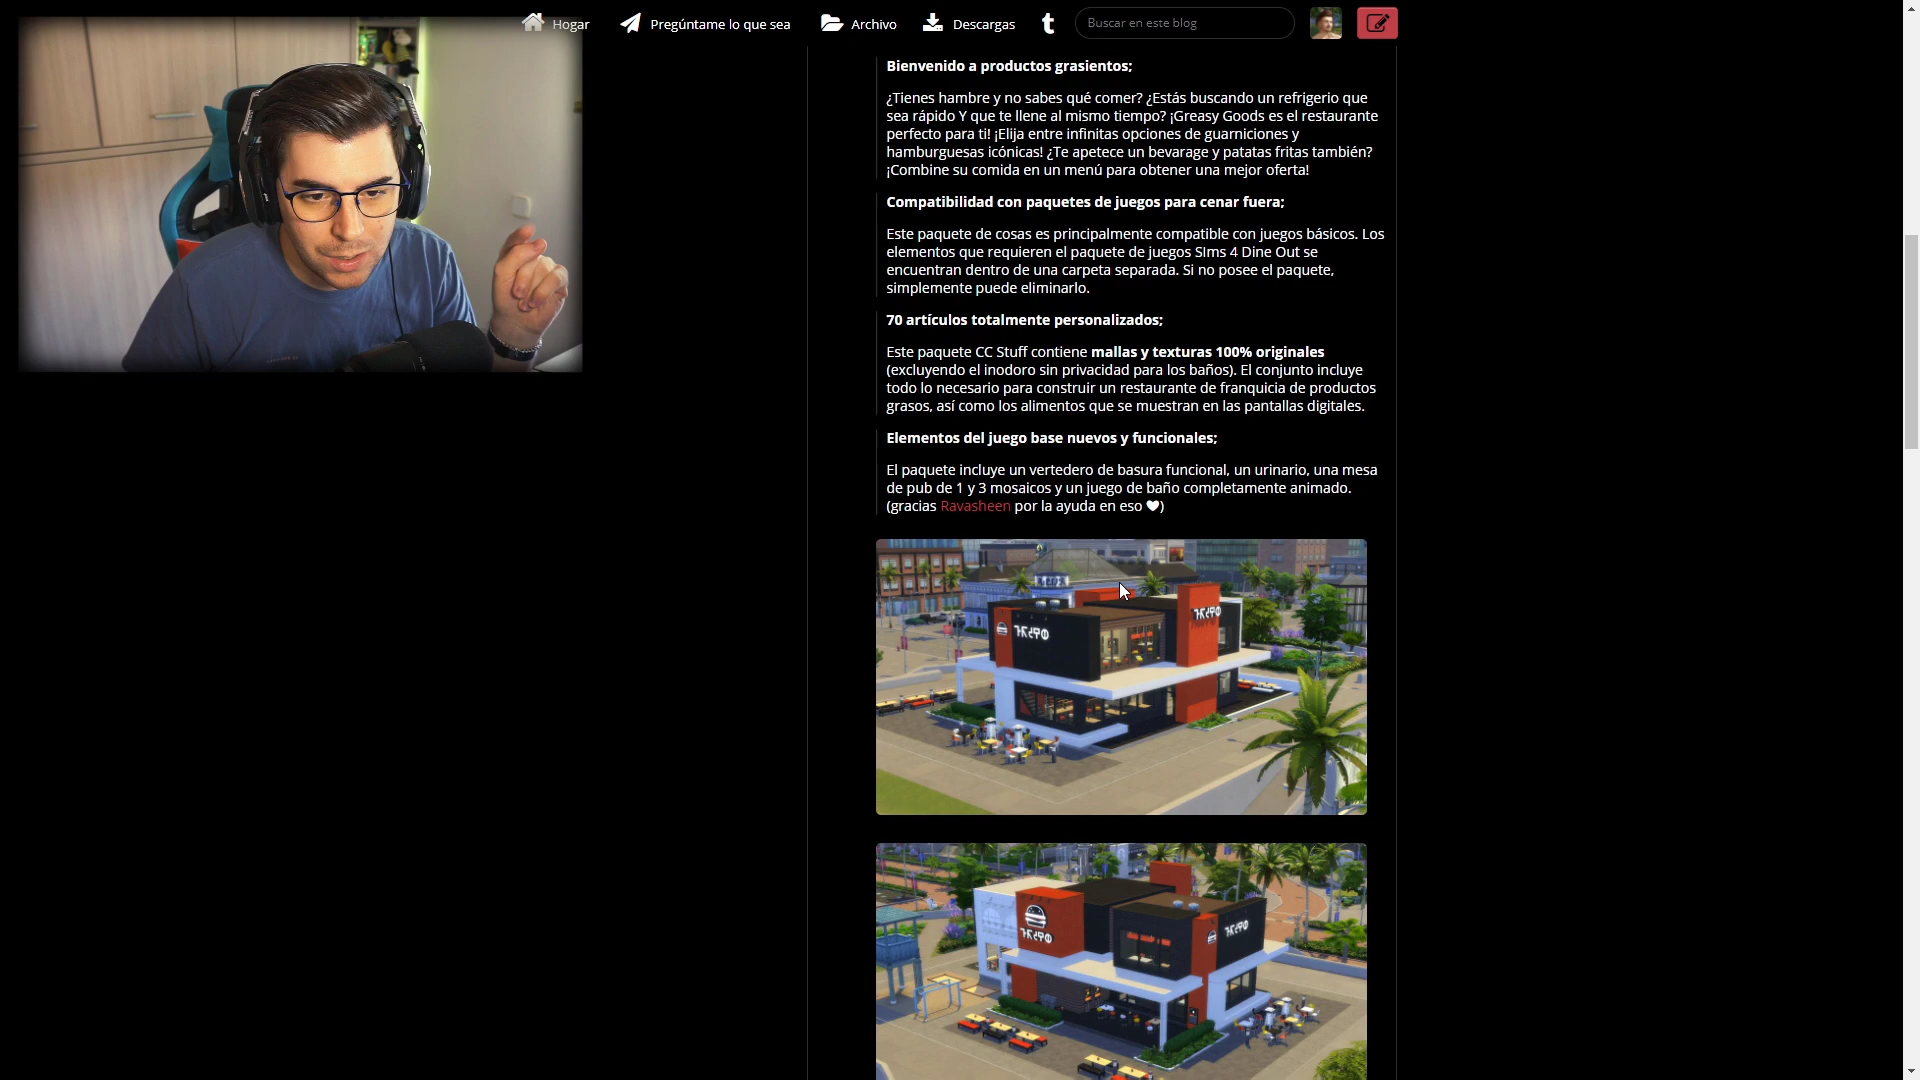 Hogar
Pregúntame lo que sea
Archivo
Descargas
Buscar en este blog
Bienvenido a productos grasientos;
¿Tienes hambre y no sabes qué comer? ¿Estás buscando un refrigerio que
sea rápido Y que te llene al mismo tiempo? ¡Greasy Goods es el restaurante
perfecto para ti! ¡Elija entre infinitas opciones de guarniciones y
hamburguesas icónicas! ¿Te apetece un bevarage y patatas fritas también?
¡Combine su comida en un menú para obtener una mejor oferta!
Compatibilidad con paquetes de juegos para cenar fuera;
Este paquete de cosas es principalmente compatible con juegos básicos. Los
elementos que requieren el paquete de juegos SIms 4 Dine Out se
encuentran dentro de una carpeta separada. Si no posee el paquete,
simplemente puede eliminarlo.
70 artículos totalmente personalizados;
Este paquete CC Stuff contiene mallas y texturas 100% originales
(excluyendo el inodoro sin privacidad para los baños). El conjunto incluye
todo lo necesario para construir un restaurante de franquicia de productos
grasos, así como los alimentos que se muestran en las pantallas digitales.
Elementos del juego base nuevos y funcionales;
El paquete incluye un vertedero de basura funcional, un urinario, una mesa
de pub de 1 y 3 mosaicos y un juego de baño completamente animado.
(gracias Ravasheen por la ayuda en eso ♥)